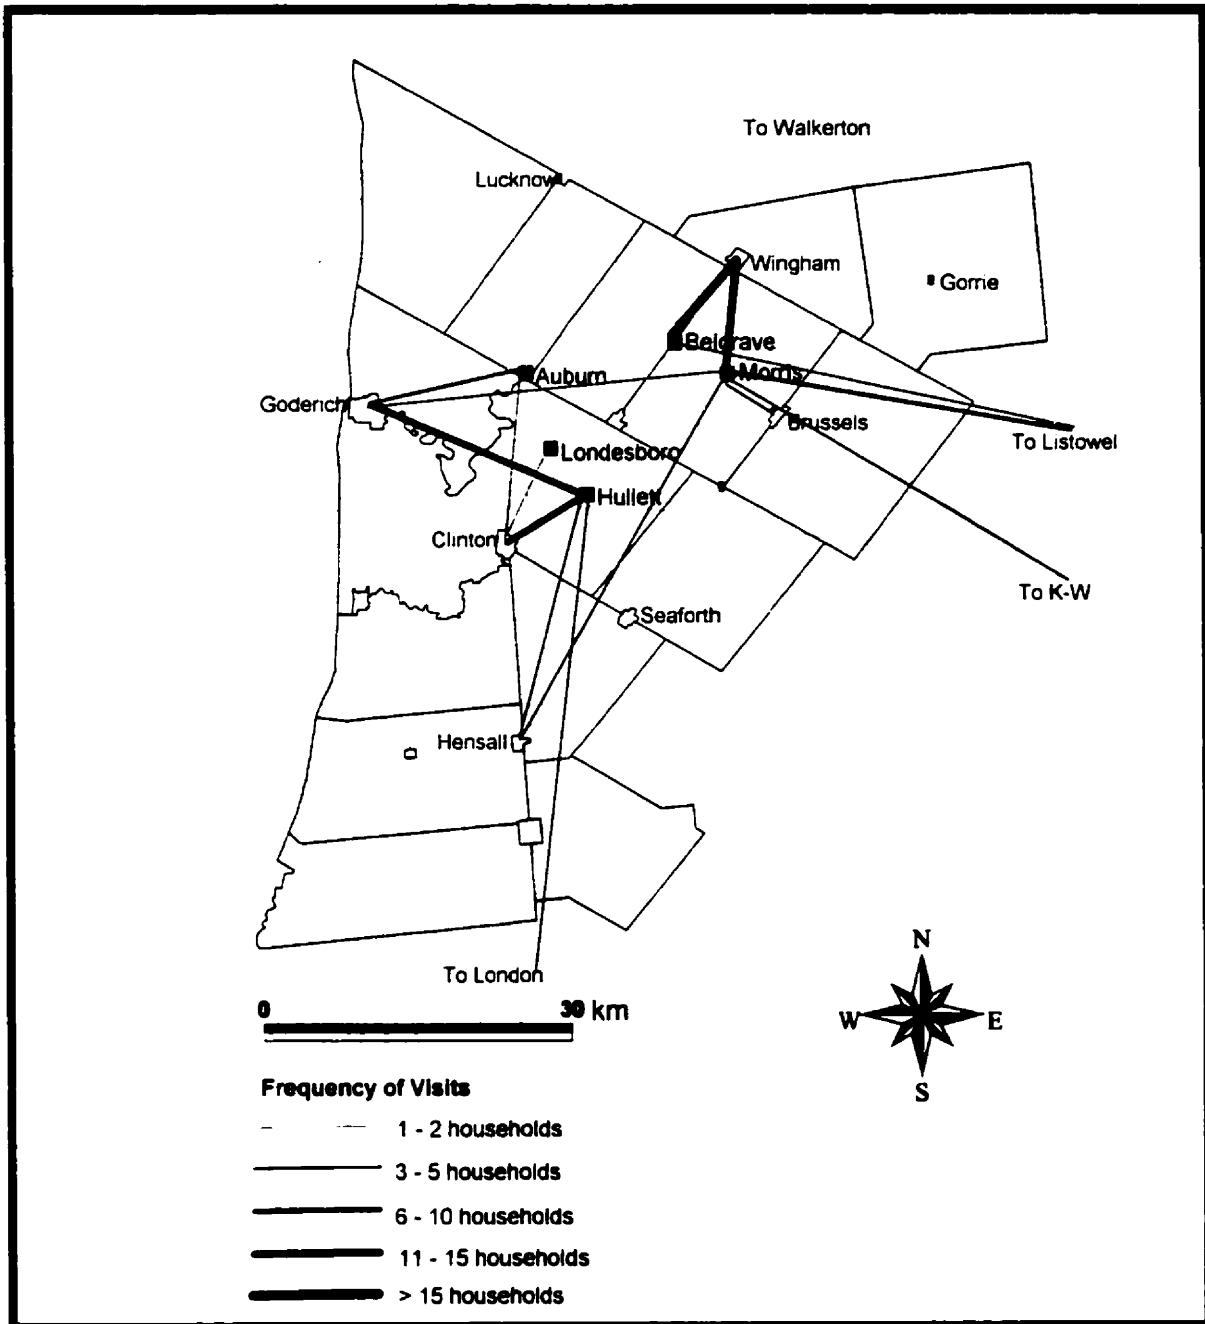 To Walkerton
Lucknow
Wingham
Gorrie
Belgrave
Auburn
Morris
Goderich
Brussels
To Listowel
Londesboro
Hullett
Clinton
To K-W
Seaforth
Hensall
To London
0 30 km
N
W E
S
Frequency of Visits
1 - 2 households
3 - 5 households
6 - 10 households
11 - 15 households
> 15 households